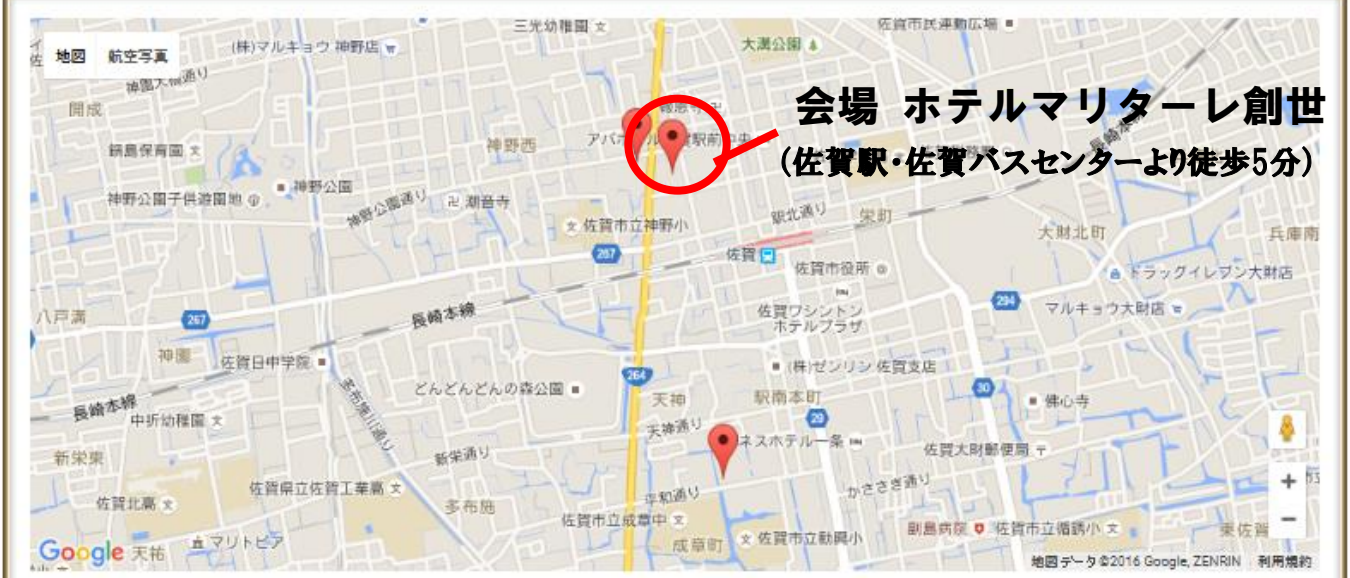 三光幼稚園
佐賀市民運動広場
地図 航空写真
(株)マルキョウ 神野店
大溝公園
会場 ホテルマリターレ創世
(佐賀駅・佐賀バスセンターより徒歩5分)
開成
神野西
鍋島保育園
神野公園
神野公園子供遊園地
神野公園通り
潮音寺
佐賀市立神野小
駅北通り
栄町
大財北町
兵庫南
267
佐賀
佐賀市役所
ドラッグイレブン大財店
294
マルキョウ大財店
佐賀ワシントン
ホテルプラザ
八戸溝
267
長崎本線
神園
佐賀日中学院
(株)ゼンリン 佐賀支店
264
どんどんどんの森公園
多布施川通り
天神
駅南本町
30
佛心寺
長崎本線
中折幼稚園
29
天神通り
ネスホテル一条
佐賀大財郵便局
新栄東
新栄通り
佐賀県立佐賀工業高
かささぎ通り
平和通り
佐賀北高
多布施
佐賀市立成章中
副島病院
佐賀市立循誘小
東佐賀
マリトピア
天祐
成章町
佐賀市立勧興小
Google
地図データ ©2016 Google, ZENRIN 利用規約